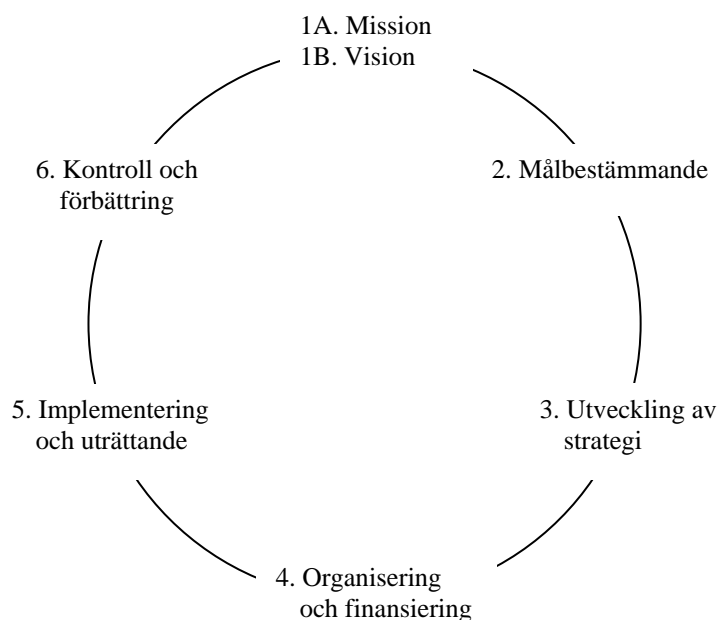 1A. Mission
1B. Vision
2. Målbestämmande
3. Utveckling av
strategi
4. Organisering
och finansiering
5. Implementering
och uträttande
6. Kontroll och
förbättring